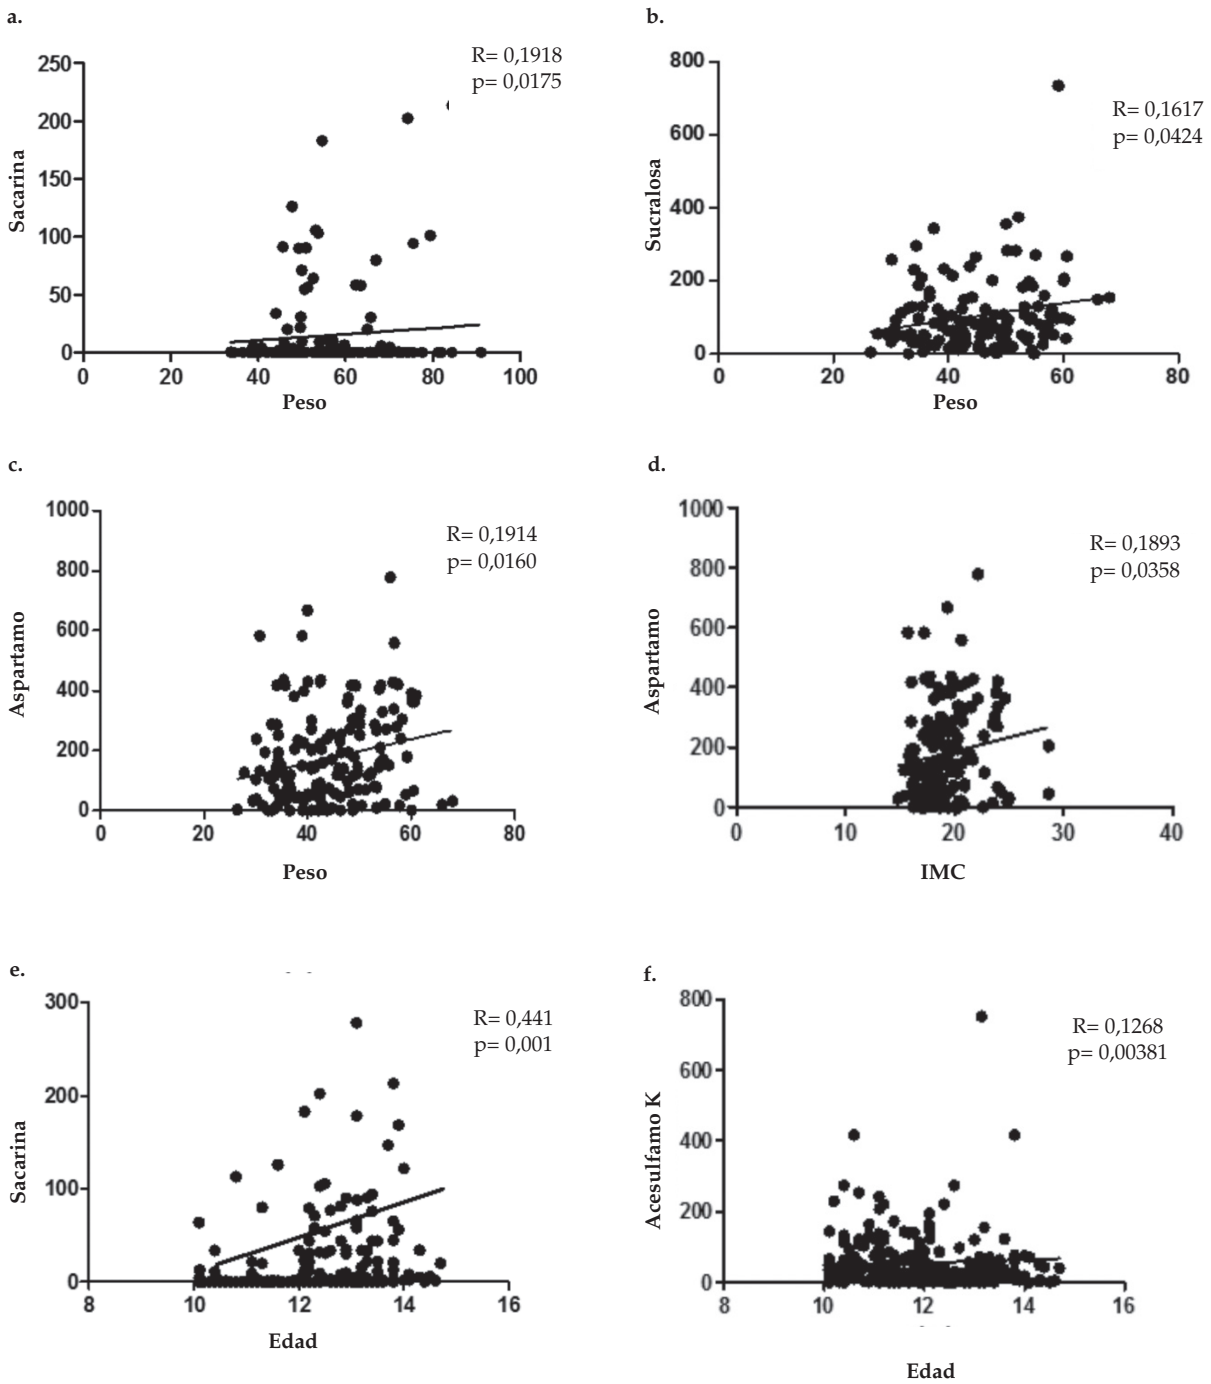 a.
R= 0,1918
p= 0,0175
Sacarina
250
200
150
100
50
0
0 20 40 60 80 100
Peso
b.
R= 0,1617
p= 0,0424
Sucralosa
800
600
400
200
0
0 20 40 60 80
Peso
c.
R= 0,1914
p= 0,0160
Aspartamo
1000
800
600
400
200
0
0 20 40 60 80
Peso
d.
R= 0,1893
p= 0,0358
Aspartamo
1000
800
600
400
200
0
0 10 20 30 40
IMC
e.
R= 0,441
p= 0,001
Sacarina
300
200
100
0
8 10 12 14 16
Edad
f.
R= 0,1268
p= 0,00381
Acesulfamo K
800
600
400
200
0
8 10 12 14 16
Edad